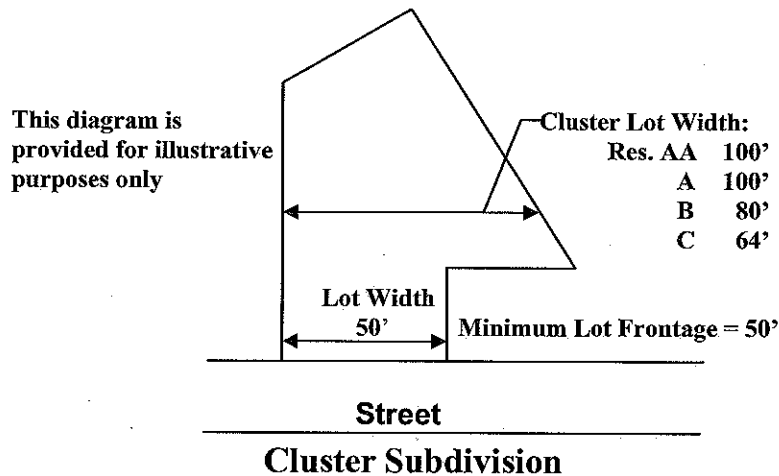 This diagram is
provided for illustrative
purposes only
Cluster Lot Width:
Res. AA 100’
A 100’
B 80’
C 64’
Lot Width
50’
Minimum Lot Frontage = 50’
Street
Cluster Subdivision